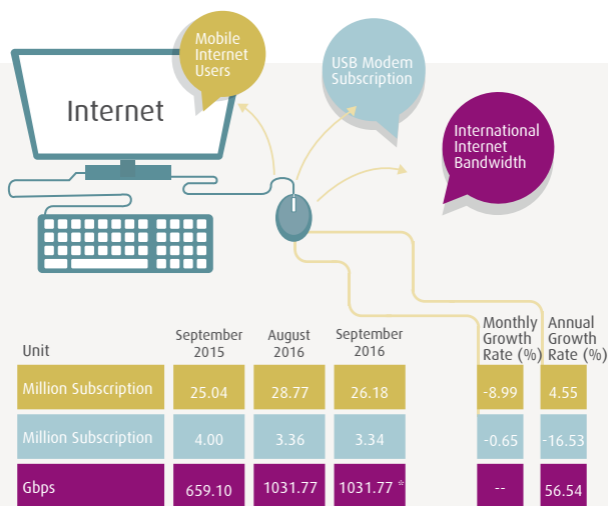 Mobile
Internet
Users
USB Modem
Subscription
Internet
International
Internet
Bandwidth
Unit
September
2015
August
2016
September
2016
Monthly
Growth
Rate (%)
Annual
Growth
Rate (%)
Million Subscription 25.04 28.77 26.18 -8.99 4.55
Million Subscription 4.00 3.36 3.34 -0.65 -16.53
Gbps 659.10 1031.77 1031.77 * -- 56.54